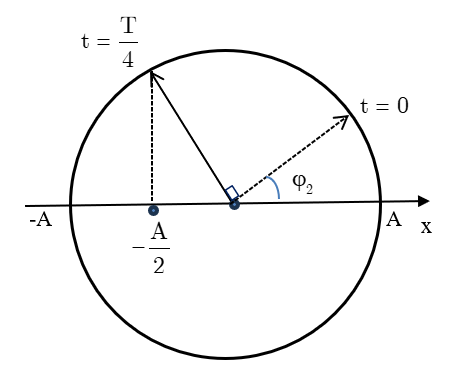 t = T/4
t = 0
φ₂
-A
A
x
-A/2